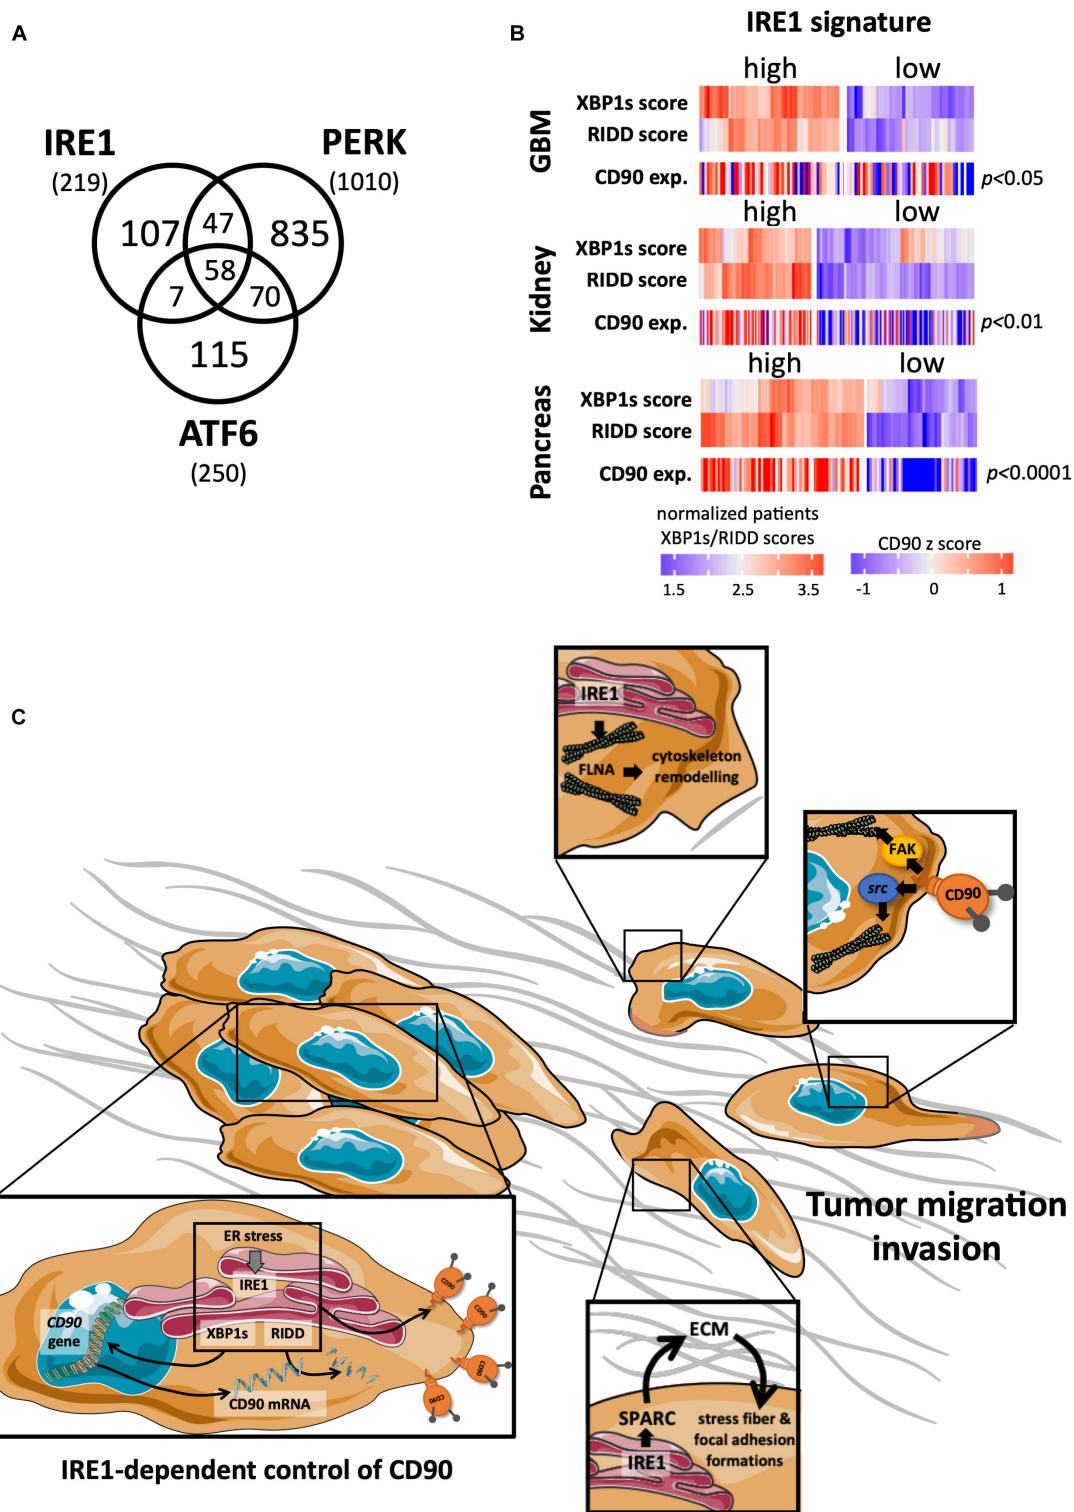 A
IRE1
(219)
PERK
(1010)
107
47
835
58
7
70
115
ATF6
(250)
B
IRE1 signature
high
low
GBM
XBP1s score
RIDD score
CD90 exp.
p<0.05
high
low
Kidney
XBP1s score
RIDD score
CD90 exp.
p<0.01
high
low
Pancreas
XBP1s score
RIDD score
CD90 exp.
p<0.0001
normalized patients
XBP1s/RIDD scores
1.5
2.5
3.5
CD90 z score
-1
0
1
C
IRE1
FLNA
cytoskeleton
remodelling
FAK
src
CD90
Tumor migration
invasion
ER stress
IRE1
XBP1s
RIDD
CD90
gene
CD90 mRNA
CD90
CD90
CD90
CD90
IRE1-dependent control of CD90
ECM
SPARC
IRE1
stress fiber &
focal adhesion
formations